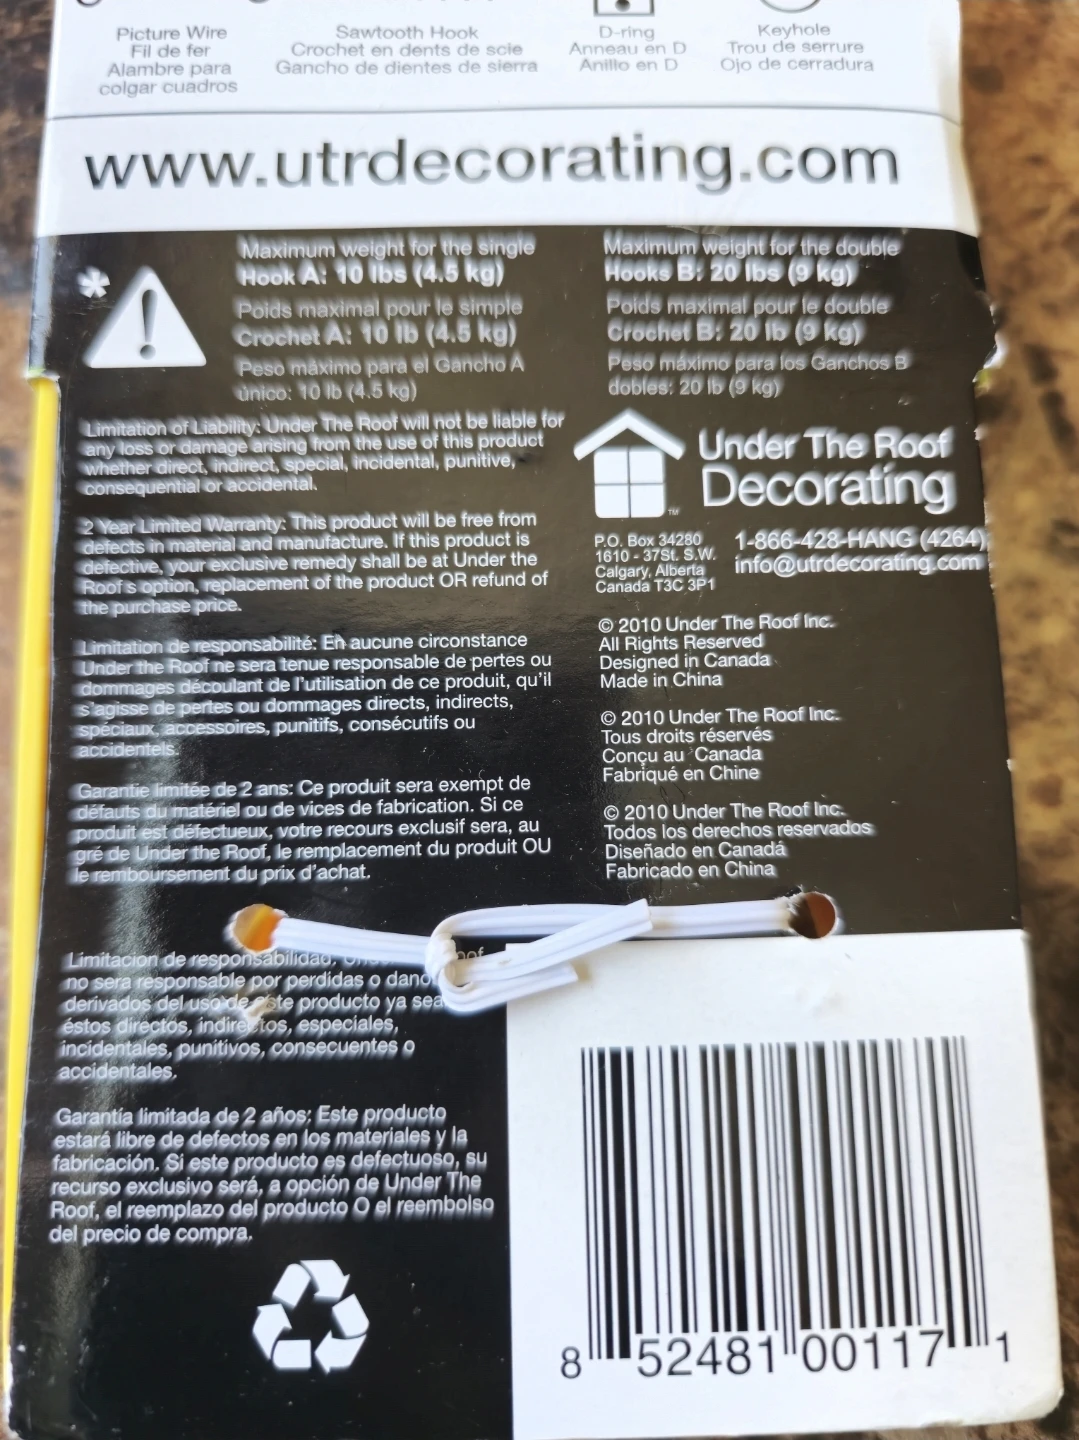 Picture Wire
Fil de fer
Alambre para
colgar cuadros
Sawtooth Hook
Crochet en dents de scie
Gancho de dientes de sierra
D-ring
Anneau en D
Anillo en D
Keyhole
Trou de serrure
Ojo de cerradura
www.utrdecorating.com
*
Maximum weight for the single
Hook A: 10 lbs (4.5 kg)
Poids maximal pour le simple
Crochet A: 10 lb (4.5 kg)
Peso máximo para el Gancho A
único: 10 lb (4.5 kg)
Maximum weight for the double
Hooks B: 20 lbs (9 kg)
Poids maximal pour le double
Crochet B: 20 lb (9 kg)
Peso máximo para los Ganchos B
dobles: 20 lb (9 kg)
Limitation of Liability: Under The Roof will not be liable for
any loss or damage arising from the use of this product
whether direct, indirect, special, incidental, punitive,
consequential or accidental.
2 Year Limited Warranty: This product will be free from
defects in material and manufacture. If this product is
defective, your exclusive remedy shall be at Under the
Roof's option, replacement of the product OR refund of
the purchase price.
Limitation de responsabilité: En aucune circonstance
Under the Roof ne sera tenue responsable de pertes ou
dommages découlant de l'utilisation de ce produit, qu'il
s'agisse de pertes ou dommages directs, indirects,
spéciaux, accessoires, punitifs, consécutifs ou
accidentels.
Garantie limitée de 2 ans: Ce produit sera exempt de
défauts du matériel ou de vices de fabrication. Si ce
produit est défectueux, votre recours exclusif sera, au
gré de Under the Roof, le remplacement du produit OU
le remboursement du prix d'achat.
Limitacion de responsabilidad:
no sera responsable por perdidas o
derivados del uso de este producto ya sea
éstos directos, indirectos, especiales,
incidentales, punitivos, consecuentes o
accidentales.
Garantía limitada de 2 años: Este producto
estará libre de defectos en los materiales y la
fabricación. Si este producto es defectuoso, su
recurso exclusivo será, a opción de Under The
Roof, el reemplazo del producto O el reembolso
del precio de compra.
Under The Roof
Decorating
TM
P.O. Box 34280
1610 - 37St. S.W.
Calgary, Alberta
Canada T3C 3P1
1-866-428-HANG (4264)
info@utrdecorating.com
© 2010 Under The Roof Inc.
All Rights Reserved
Designed in Canada
Made in China
© 2010 Under The Roof Inc.
Tous droits réservés
Conçu au Canada
Fabriqué en Chine
© 2010 Under The Roof Inc.
Todos los derechos reservados
Diseñado en Canadá
Fabricado en China
8 52481 00117 1